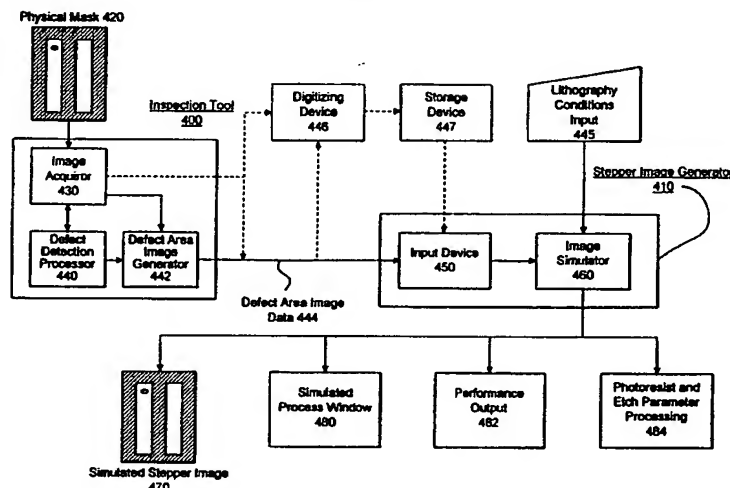 Physical Mask 420
Inspection Tool
400
Digitizing
Device
446
Storage
Device
447
Lithography
Conditions
Input
445
Image
Acquiror
430
Stepper Image Generator
410
Defect
Detection
Processor
440
Defect Area
Image
Generator
442
Input Device
450
Image
Simulator
460
Defect Area Image
Data 444
Simulated
Process Window
480
Performance
Output
482
Photoresist and
Etch Parameter
Processing
484
Simulated Stepper Image
470